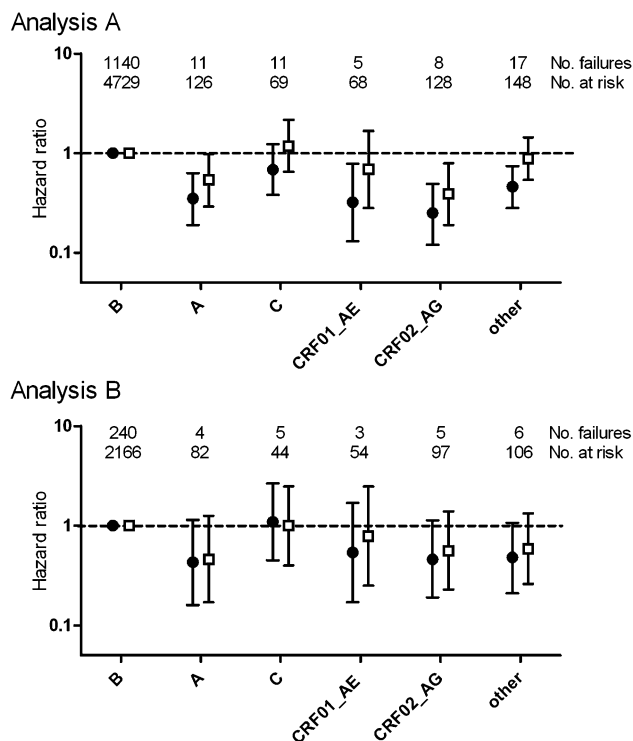 Analysis A
10
1140 11 11 5 8 17 No. failures
4729 126 69 68 128 148 No. at risk
1
0.1
Hazard ratio
B A C CRF01_AE CRF02_AG other
Analysis B
10
240 4 5 3 5 6 No. failures
2166 82 44 54 97 106 No. at risk
1
0.1
Hazard ratio
B A C CRF01_AE CRF02_AG other